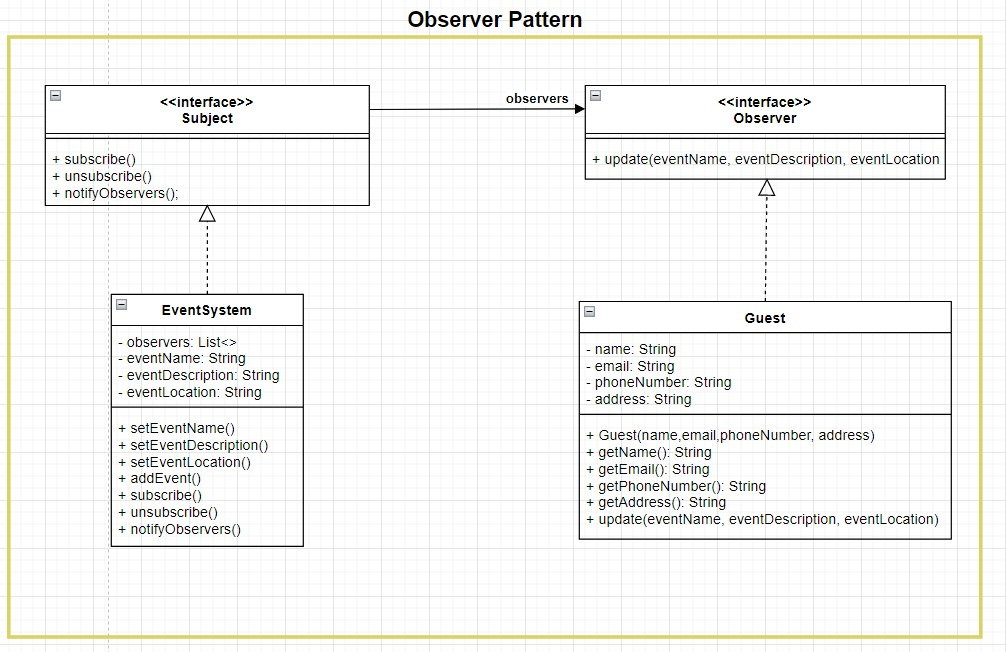 Observer Pattern
<<interface>>
Subject
+ subscribe()
+ unsubscribe()
+ notifyObservers();
observers
<<interface>>
Observer
+ update(eventName, eventDescription, eventLocation
EventSystem
- observers: List<>
- eventName: String
- eventDescription: String
- eventLocation: String
+ setEventName()
+ setEventDescription()
+ setEventLocation()
+ addEvent()
+ subscribe()
+ unsubscribe()
+ notifyObservers()
Guest
- name: String
- email: String
- phoneNumber: String
- address: String
+ Guest(name,email,phoneNumber, address)
+ getName(): String
+ getEmail(): String
+ getPhoneNumber(): String
+ getAddress(): String
+ update(eventName, eventDescription, eventLocation)